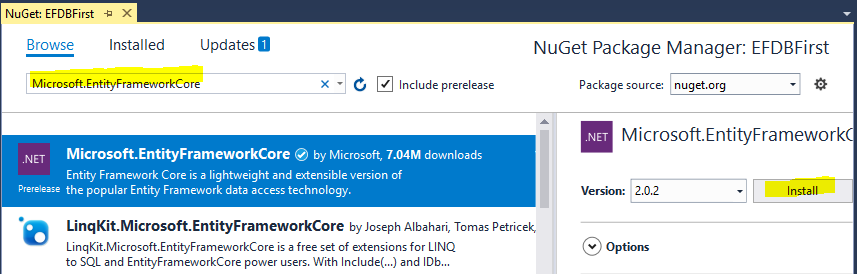 NuGet: EFDBFirst
Browse Installed Updates 1
NuGet Package Manager: EFDBFirst
Microsoft.EntityFrameworkCore
Include prerelease
Package source: nuget.org
.NET
Prerelease
Microsoft.EntityFrameworkCore by Microsoft, 7.04M downloads
Entity Framework Core is a lightweight and extensible version of
the popular Entity Framework data access technology.
LinqKit.Microsoft.EntityFrameworkCore by Joseph Albahari, Tomas Petricek,
LinqKit.Microsoft.EntityFrameworkCore is a free set of extensions for LINQ
to SQL and EntityFrameworkCore power users. With Include(...) and IDb...
.NET
Microsoft.EntityFrameworkC
Version: 2.0.2 Install
Options